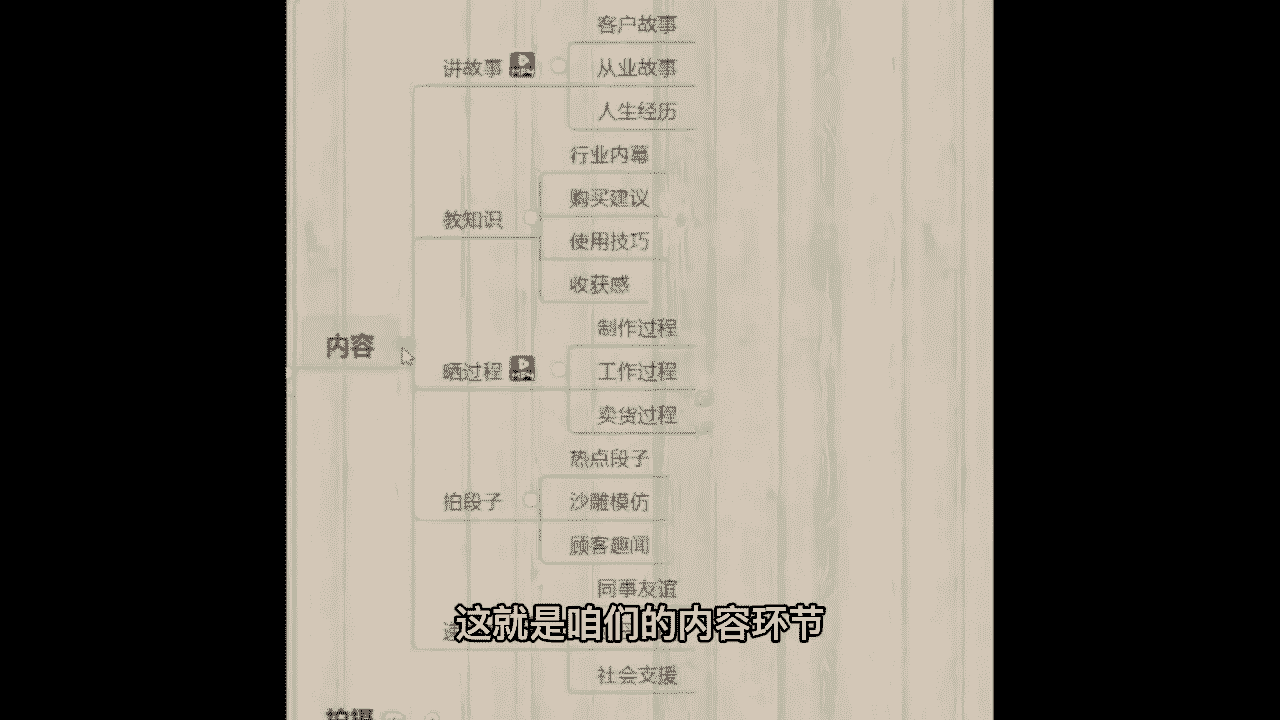 客户故事
讲故事
从业故事
人生经历
行业内幕
购买建议
教知识
使用技巧
收获感
制作过程
内容
晒过程
工作过程
卖货过程
热点段子
拍段子
沙雕模仿
顾客趣闻
同事友谊
这就是咱们的内容环节
社会支援
拍摄